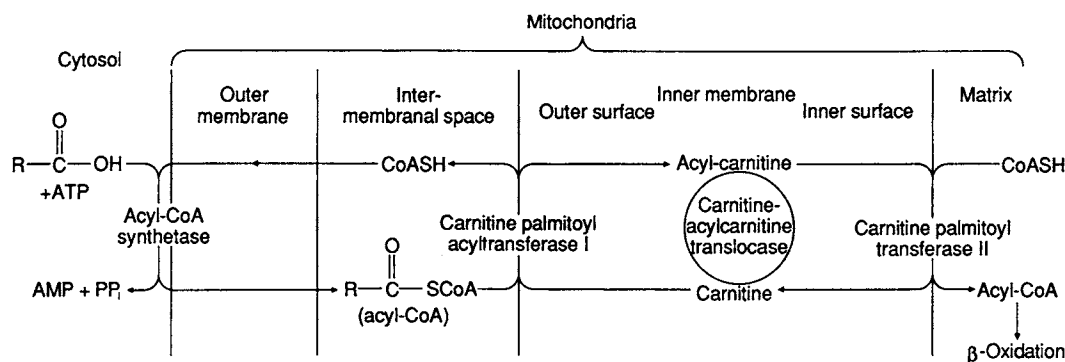 Mitochondria
Cytosol
Outer
membrane
Inter-
membranal space
Outer surface
Inner membrane
Inner surface
Matrix
O
R—C—OH
+ATP
CoASH
Acyl-carnitine
CoASH
Acyl-CoA
synthetase
Carnitine palmitoyl
acyltransferase I
Carnitine-
acylcarnitine
translocase
Carnitine palmitoyl
transferase II
O
AMP + PPi
R—C—SCoA
(acyl-CoA)
Carnitine
Acyl-CoA
β-Oxidation